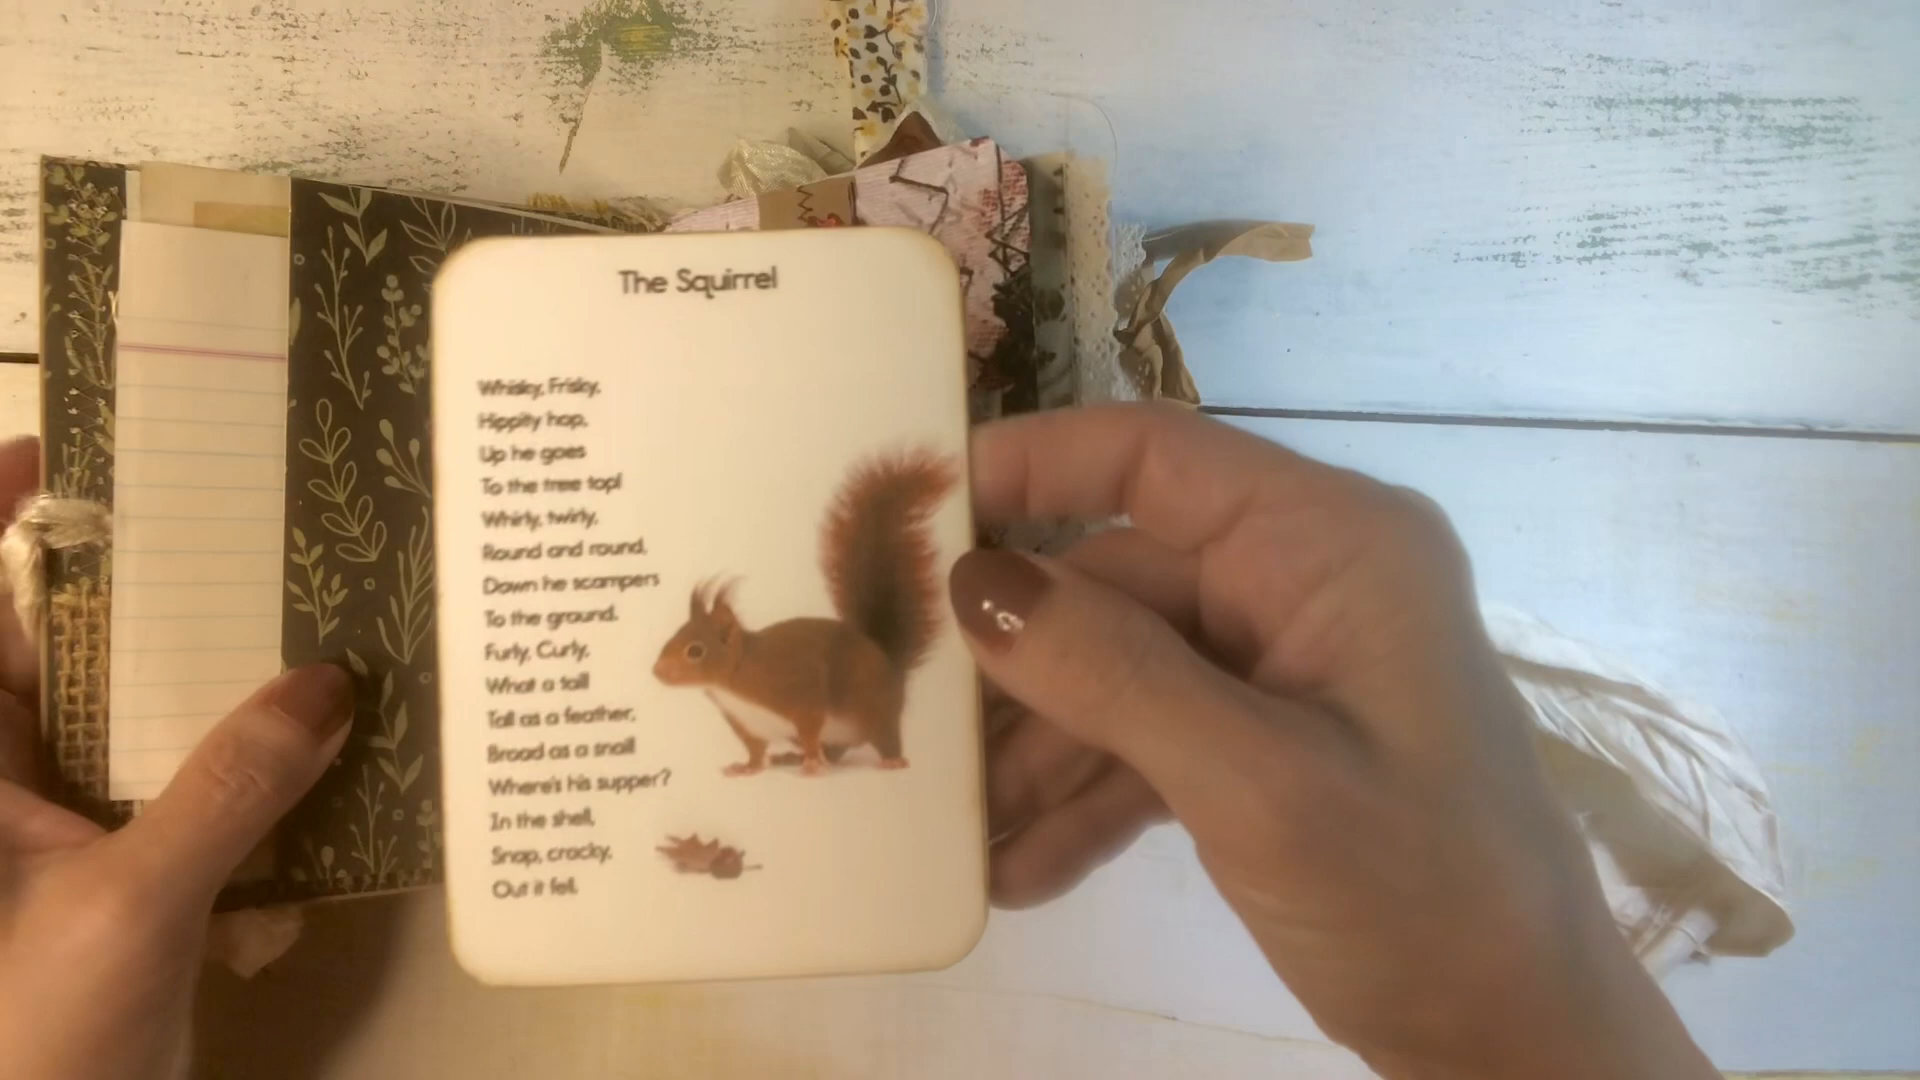 The Squirrel
Whisky, Frisky,
Hippity hop,
Up he goes
To the tree top!
Whirly, twirly,
Round and round,
Down he scampers
To the ground.
Furly, Curly,
What a tail!
Tall as a feather,
Broad as a snail!
Where's his supper?
In the shell,
Snap, cracky,
Out it fell.